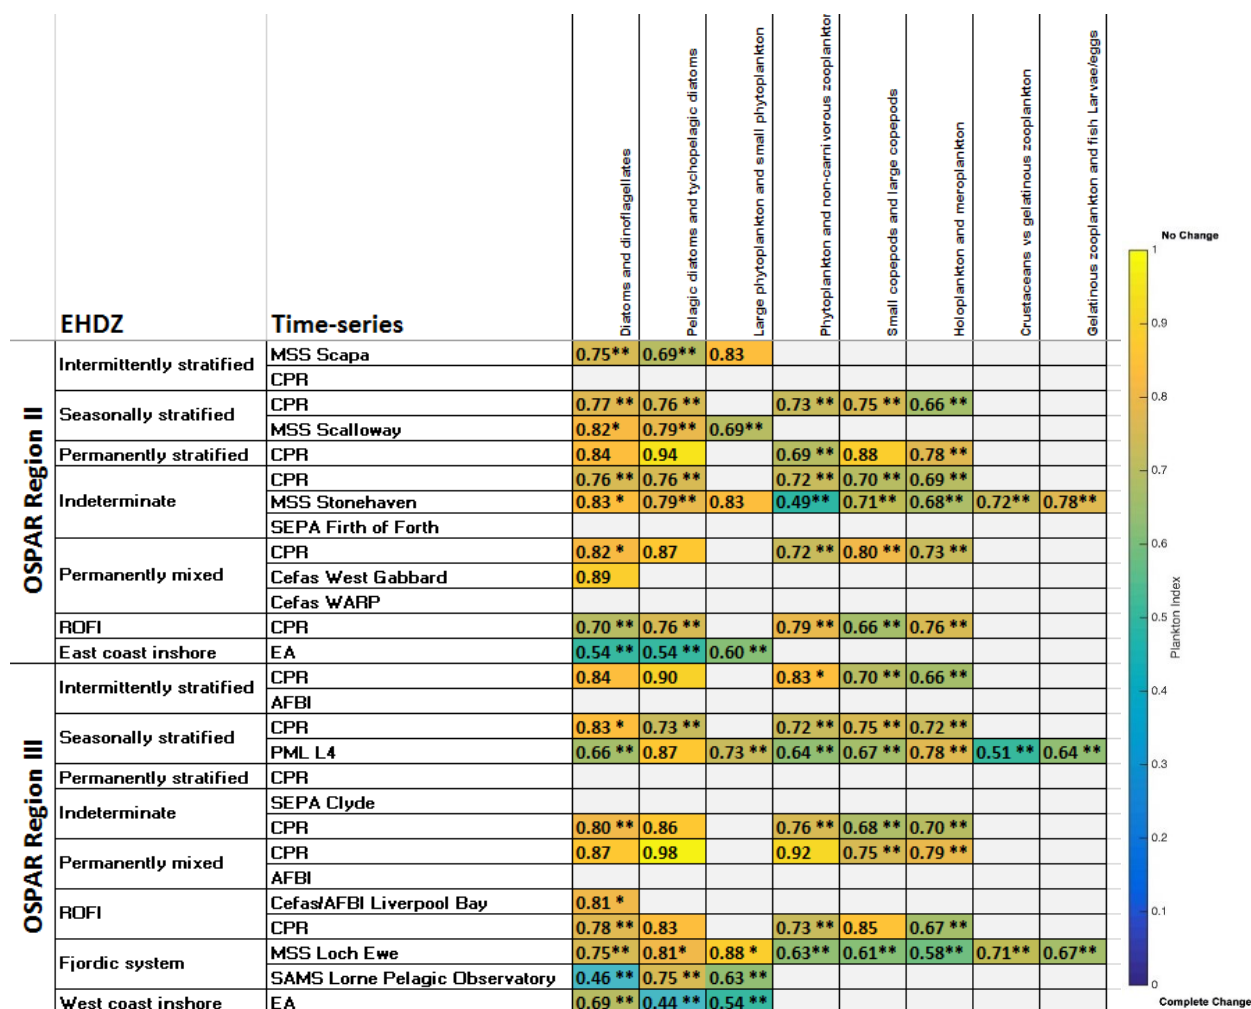 Diatoms and dinoflagellates
Pelagic diatoms and tychopelagic diatoms
Large phytoplankton and small phytoplankton
Phytoplankton and non-carnivorous zooplankton
Small copepods and large copepods
Holoplankton and meroplankton
Crustaceans vs gelatinous zooplankton
Gelatinous zooplankton and fish Larvae/eggs
EHDZ Time-series
OSPAR Region II
Intermittently stratified MSS Scapa 0.75** 0.69** 0.83
CPR
Seasonally stratified CPR 0.77 ** 0.76 ** 0.73 ** 0.75 ** 0.66 **
MSS Scalloway 0.82* 0.79** 0.69**
Permanently stratified CPR 0.84 0.94 0.69 ** 0.88 0.78 **
Indeterminate CPR 0.76 ** 0.76 ** 0.72 ** 0.70 ** 0.69 **
MSS Stonehaven 0.83 * 0.79** 0.83 0.49** 0.71** 0.68** 0.72** 0.78**
SEPA Firth of Forth
Permanently mixed CPR 0.82 * 0.87 0.72 ** 0.80 ** 0.73 **
Cefas West Gabbard 0.89
Cefas WARP
ROFI CPR 0.70 ** 0.76 ** 0.79 ** 0.66 ** 0.76 **
East coast inshore EA 0.54 ** 0.54 ** 0.60 **
OSPAR Region III
Intermittently stratified CPR 0.84 0.90 0.83 * 0.70 ** 0.66 **
AFBI
Seasonally stratified CPR 0.83 * 0.73 ** 0.72 ** 0.75 ** 0.72 **
PML L4 0.66 ** 0.87 0.73 ** 0.64 ** 0.67 ** 0.78 ** 0.51 ** 0.64 **
Permanently stratified CPR
Indeterminate SEPA Clyde
CPR 0.80 ** 0.86 0.76 ** 0.68 ** 0.70 **
Permanently mixed CPR 0.87 0.98 0.92 0.75 ** 0.79 **
AFBI
ROFI Cefas/AFBI Liverpool Bay 0.81 *
CPR 0.78 ** 0.83 0.73 ** 0.85 0.67 **
Fjordic system MSS Loch Ewe 0.75** 0.81* 0.88 * 0.63** 0.61** 0.58** 0.71** 0.67**
SAMS Lorne Pelagic Observatory 0.46 ** 0.75 ** 0.63 **
West coast inshore EA 0.69 ** 0.44 ** 0.54 **
No Change
1
0.9
0.8
0.7
0.6
0.5
0.4
0.3
0.2
0.1
0
Plankton Index
Complete Change